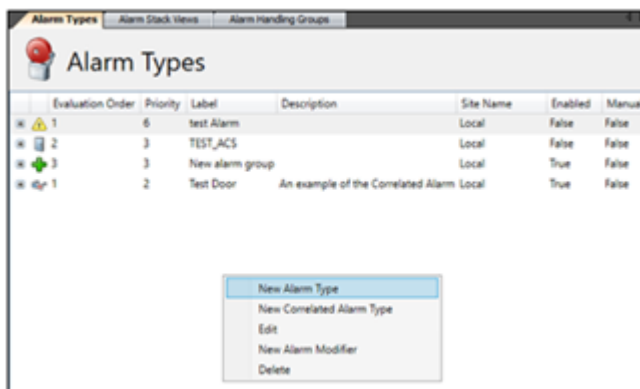 Alarm Types Alarm Stack Views Alarm Handling Groups
Alarm Types
Evaluation Order Priority Label Description Site Name Enabled Manua
1 6 test Alarm Local False False
2 3 TEST_ACS Local False False
3 3 New alarm group Local True False
1 2 Test Door An example of the Correlated Alarm Local True False
New Alarm Type
New Correlated Alarm Type
Edit
New Alarm Modifier
Delete